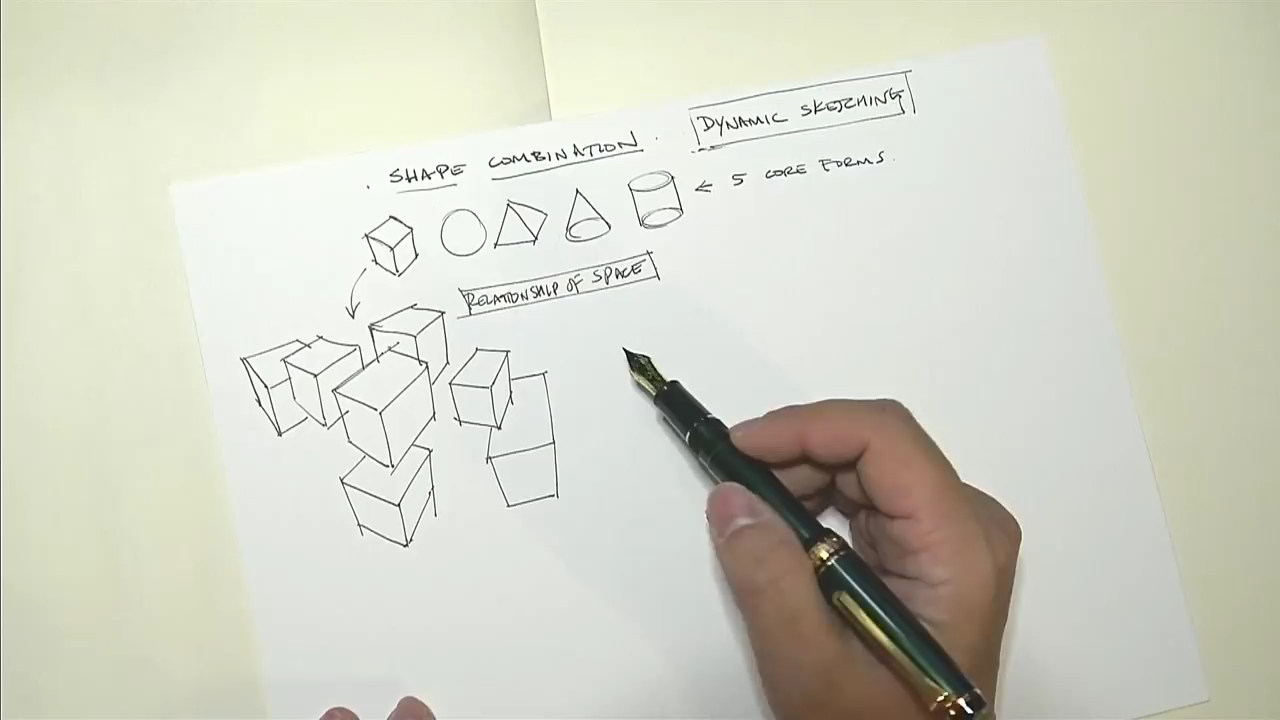 SHAPE COMBINATION.
DYNAMIC SKETCHING
← 5 CORE FORMS.
RELATIONSHIP OF SPACE